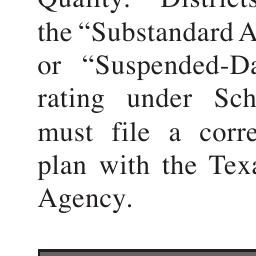 Quality. Districts
the “Substandard A
or “Suspended-Da
rating under Sch
must file a corre
plan with the Texa
Agency.